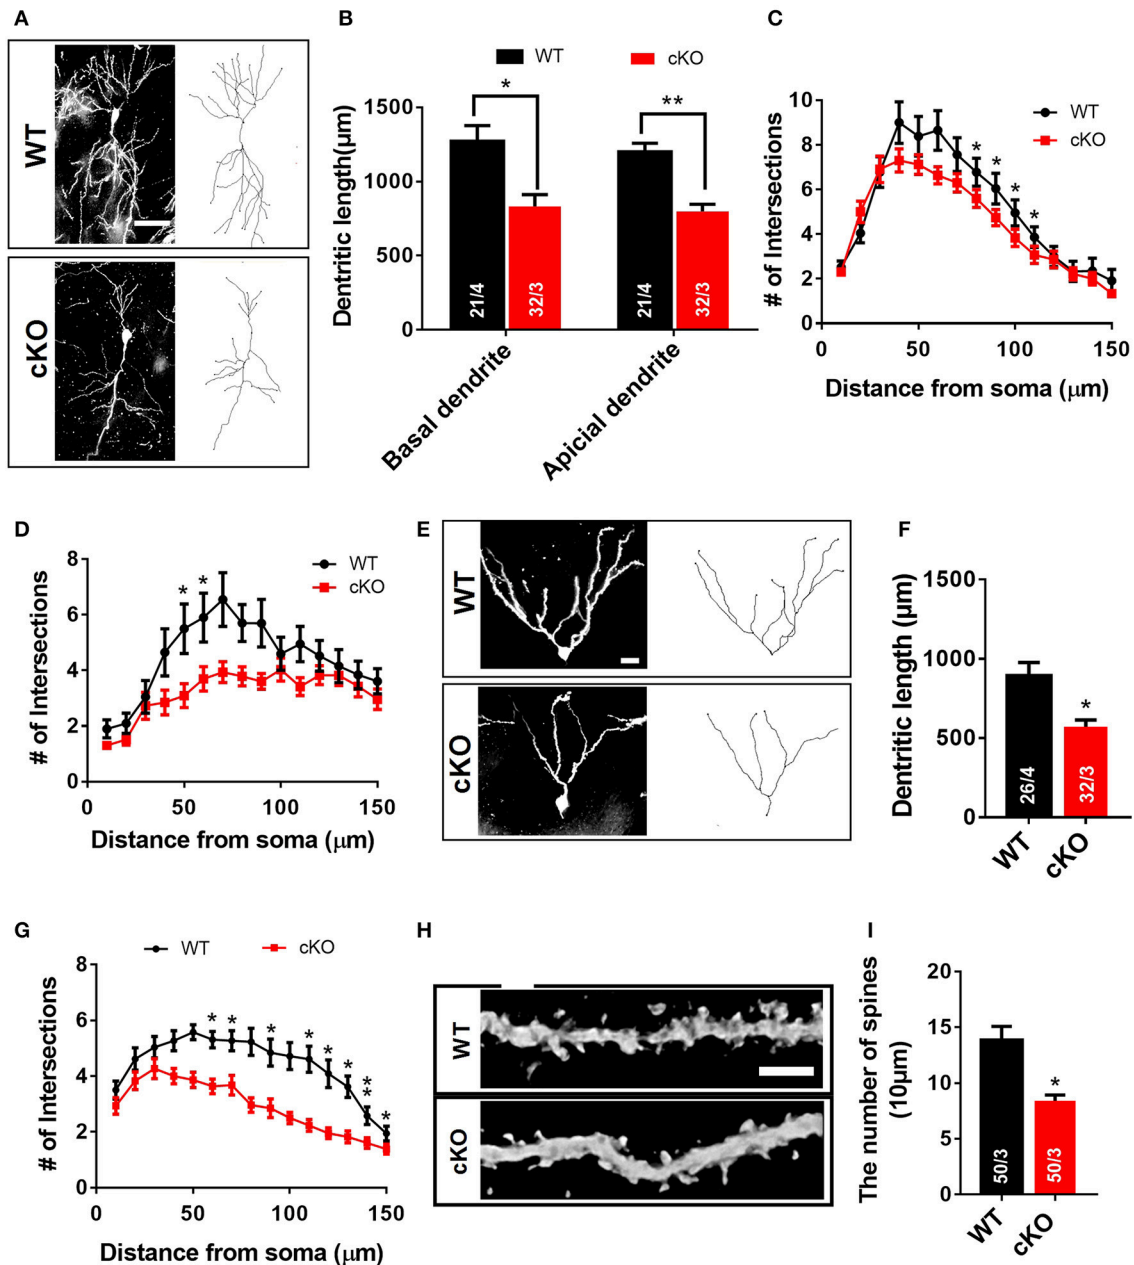 A
WT
cKO
B
WT
cKO
Dentritic length(µm)
1500
1000
500
0
*
**
21/4
32/3
21/4
32/3
Basal dendrite
Apicial dendrite
C
# of Intersections
10
8
6
4
2
0
WT
cKO
* * * *
0 50 100 150
Distance from soma (µm)
D
# of Intersections
8
6
4
2
0
WT
cKO
* *
0 50 100 150
Distance from soma (µm)
E
WT
cKO
F
Dentritic length (µm)
1500
1000
500
0
*
26/4
32/3
WT
cKO
G
WT
cKO
# of Intersections
8
6
4
2
0
* * * * * * ** *
0 50 100 150
Distance from soma (µm)
H
WT
cKO
I
The number of spines
(10µm)
20
15
10
5
0
*
50/3
50/3
WT
cKO